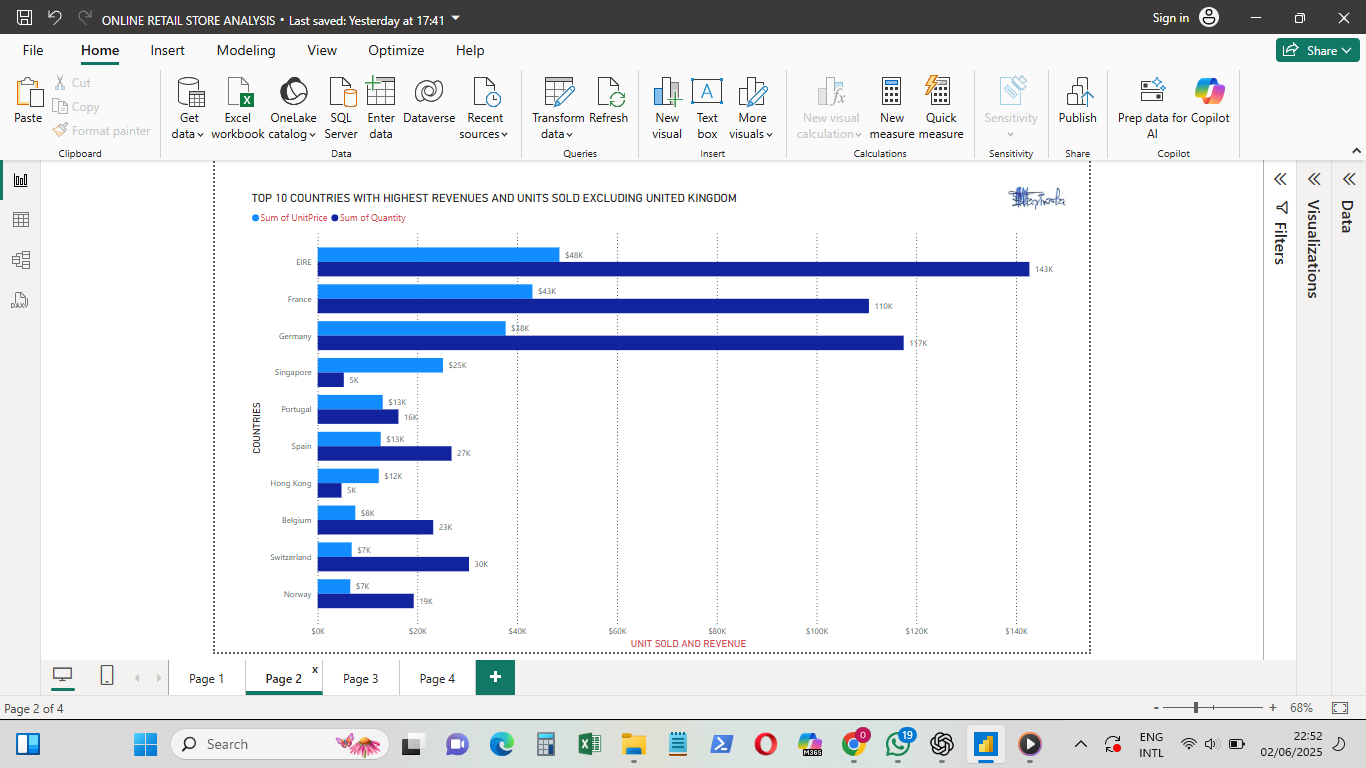 ONLINE RETAIL STORE ANALYSIS • Last saved: Yesterday at 17:41
Sign in
File Home Insert Modeling View Optimize Help
Share
Paste
Cut
Copy
Format painter
Clipboard
Get data
Excel workbook
OneLake catalog
SQL Server
Enter data
Dataverse
Recent sources
Data
Transform data
Refresh
Queries
New visual
Text box
More visuals
Insert
New visual calculation
New measure
Quick measure
Calculations
Sensitivity
Sensitivity
Publish
Share
Prep data for AI
Copilot
Copilot
TOP 10 COUNTRIES WITH HIGHEST REVENUES AND UNITS SOLD EXCLUDING UNITED KINGDOM
Sum of UnitPrice Sum of Quantity
COUNTRIES
EIRE $48K 143K
France $43K 110K
Germany $38K 117K
Singapore $25K 5K
Portugal $13K 16K
Spain $13K 27K
Hong Kong $12K 5K
Belgium $8K 23K
Switzerland $7K 30K
Norway $7K 19K
$0K $20K $40K $60K $80K $100K $120K $140K
UNIT SOLD AND REVENUE
Filters
Visualizations
Data
DAX
Page 1 Page 2 x Page 3 Page 4 +
Page 2 of 4
- + 68%
Search
M365
0
19
ENG
INTL
22:52
02/06/2025